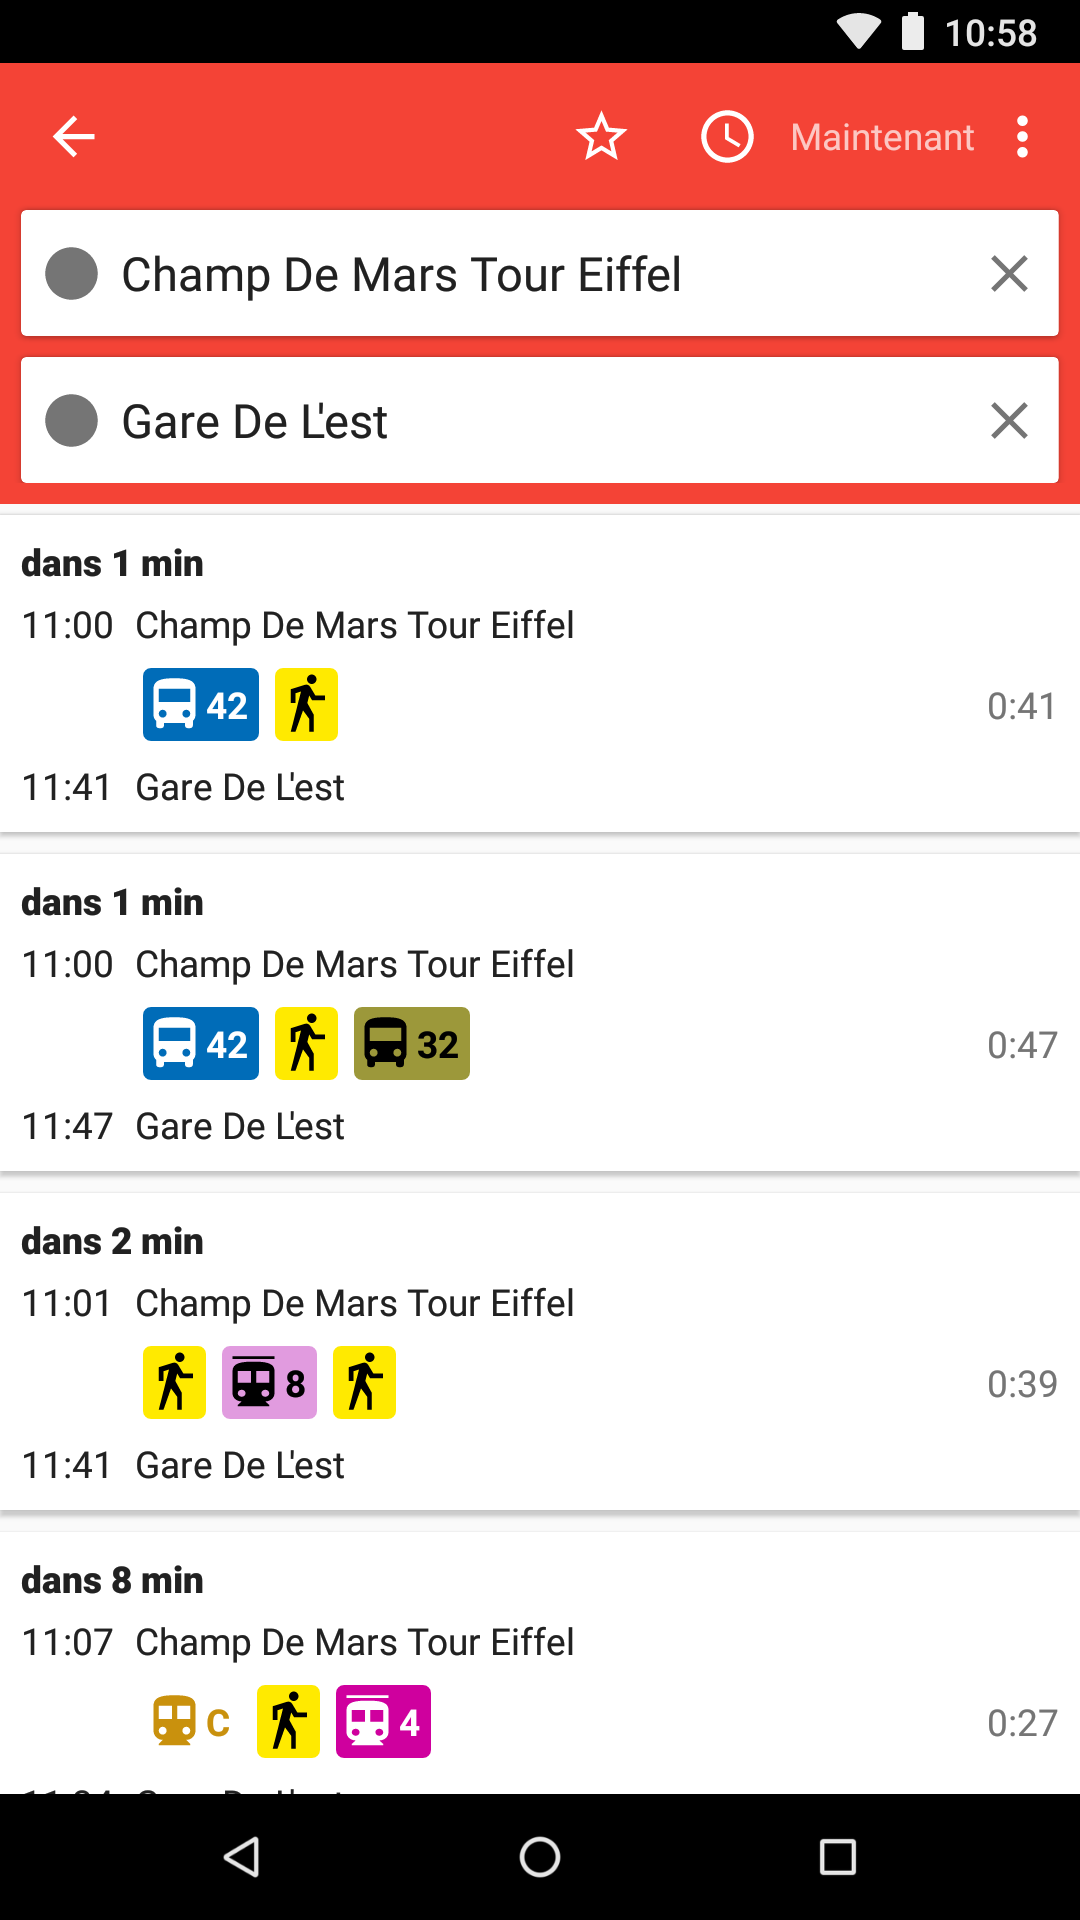 10:58
Maintenant
Champ De Mars Tour Eiffel
Gare De L'est
dans 1 min
11:00 Champ De Mars Tour Eiffel
42
0:41
11:41 Gare De L'est
dans 1 min
11:00 Champ De Mars Tour Eiffel
42 32
0:47
11:47 Gare De L'est
dans 2 min
11:01 Champ De Mars Tour Eiffel
8
0:39
11:41 Gare De L'est
dans 8 min
11:07 Champ De Mars Tour Eiffel
C 4
0:27